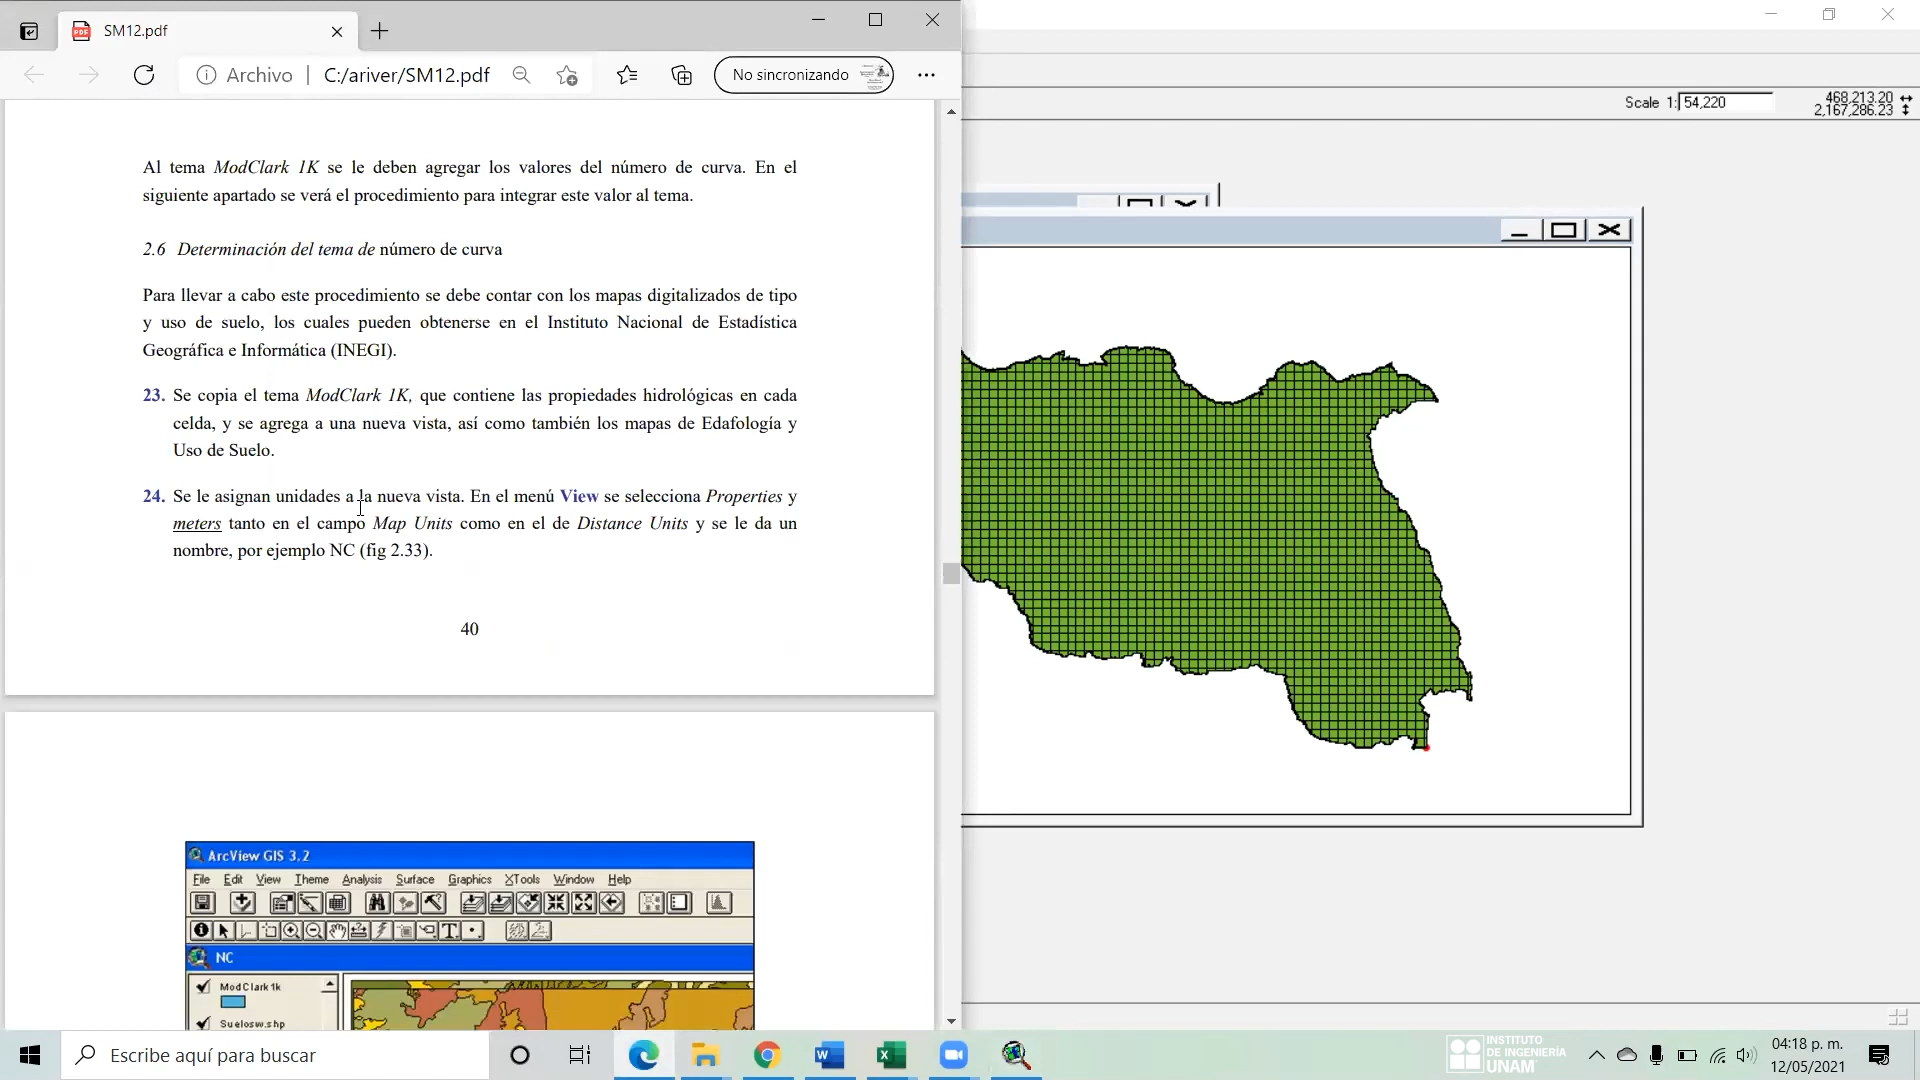 SM12.pdf
Archivo | C:/ariver/SM12.pdf
No sincronizando
Scale 1: 54,220
468,213.20
2,167,286.23
Al tema ModClark 1K se le deben agregar los valores del número de curva. En el
siguiente apartado se verá el procedimiento para integrar este valor al tema.
2.6 Determinación del tema de número de curva
Para llevar a cabo este procedimiento se debe contar con los mapas digitalizados de tipo
y uso de suelo, los cuales pueden obtenerse en el Instituto Nacional de Estadística
Geográfica e Informática (INEGI).
23. Se copia el tema ModClark 1K, que contiene las propiedades hidrológicas en cada
celda, y se agrega a una nueva vista, así como también los mapas de Edafología y
Uso de Suelo.
24. Se le asignan unidades a la nueva vista. En el menú View se selecciona Properties y
meters tanto en el campo Map Units como en el de Distance Units y se le da un
nombre, por ejemplo NC (fig 2.33).
40
ArcView GIS 3.2
File Edit View Theme Analysis Surface Graphics XTools Window Help
NC
ModClark1k
Suelosw.shp
Escribe aquí para buscar
INSTITUTO
DE INGENIERÍA
UNAM
04:18 p. m.
12/05/2021